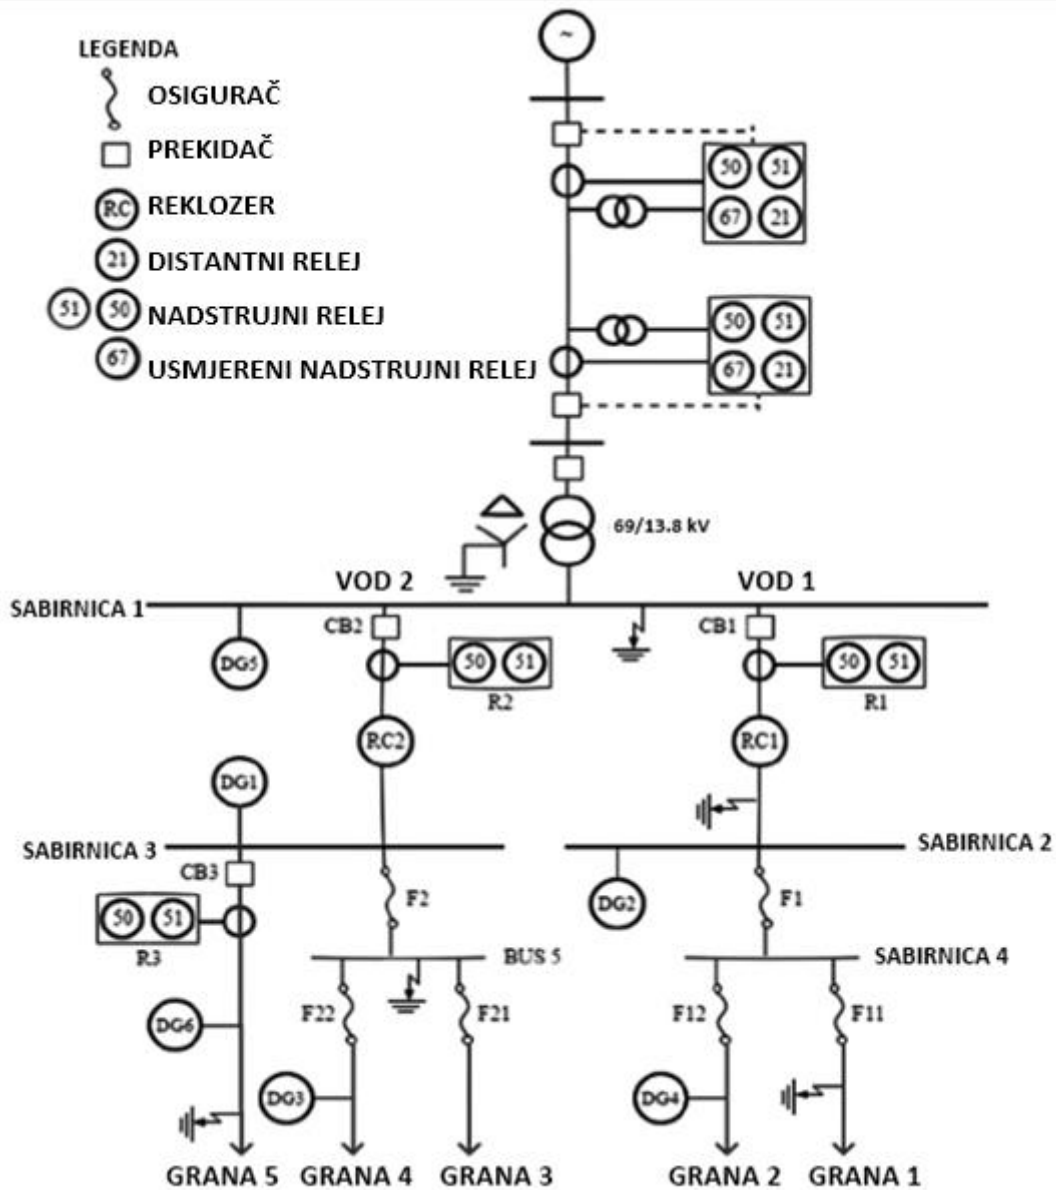 LEGENDA
OSIGURAČ
PREKIDAČ
RC REKLOZER
21 DISTANTNI RELEJ
51 50 NADSTRUJNI RELEJ
67 USMJERENI NADSTRUJNI RELEJ
~
50 51
67 21
50 51
67 21
69/13.8 kV
VOD 2 VOD 1
SABIRNICA 1
CB2 CB1
DG5
50 51
R2
50 51
R1
RC2 RC1
DG1
SABIRNICA 3 SABIRNICA 2
CB3
50 51
R3
F2
DG2
F1
BUS 5 SABIRNICA 4
F22 F21 F12 F11
DG6
DG3 DG4
GRANA 5 GRANA 4 GRANA 3 GRANA 2 GRANA 1